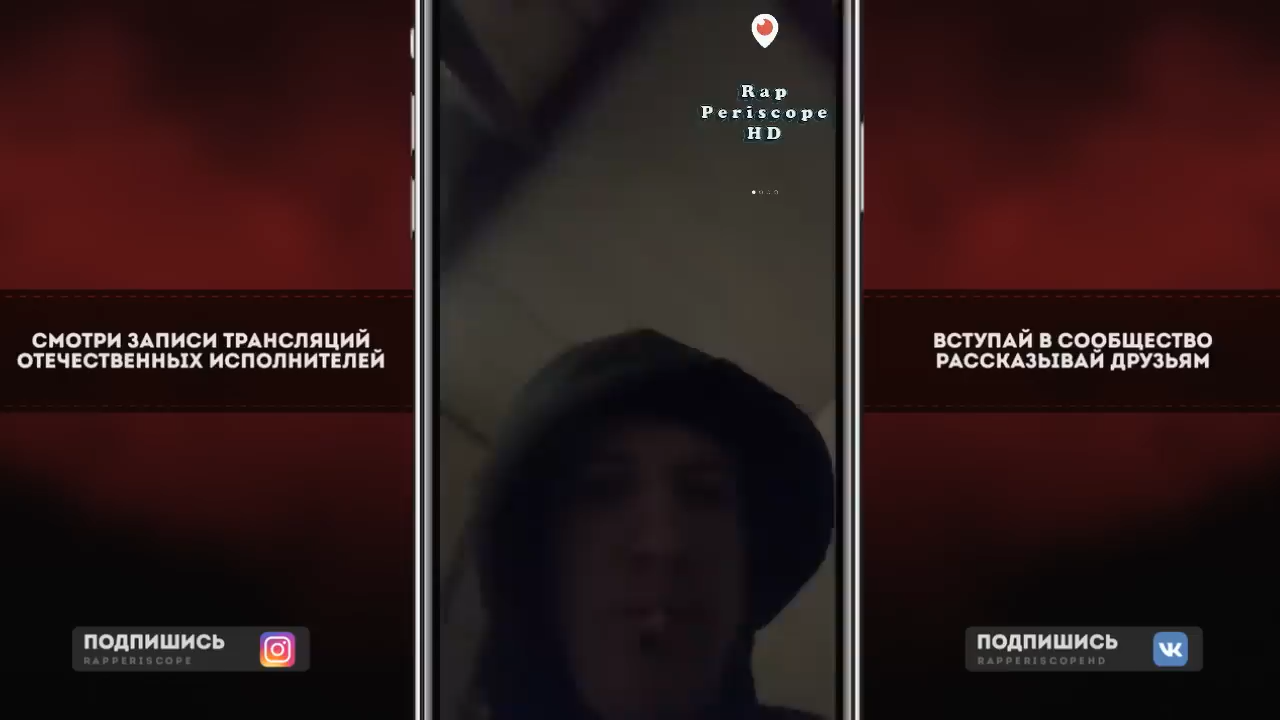 Rap
Periscope
HD
СМОТРИ ЗАПИСИ ТРАНСЛЯЦИЙ
ОТЕЧЕСТВЕННЫХ ИСПОЛНИТЕЛЕЙ
ВСТУПАЙ В СООБЩЕСТВО
РАССКАЗЫВАЙ ДРУЗЬЯМ
ПОДПИШИСЬ
RAPPERISCOPE
ПОДПИШИСЬ
RAPPERISCOPEHD